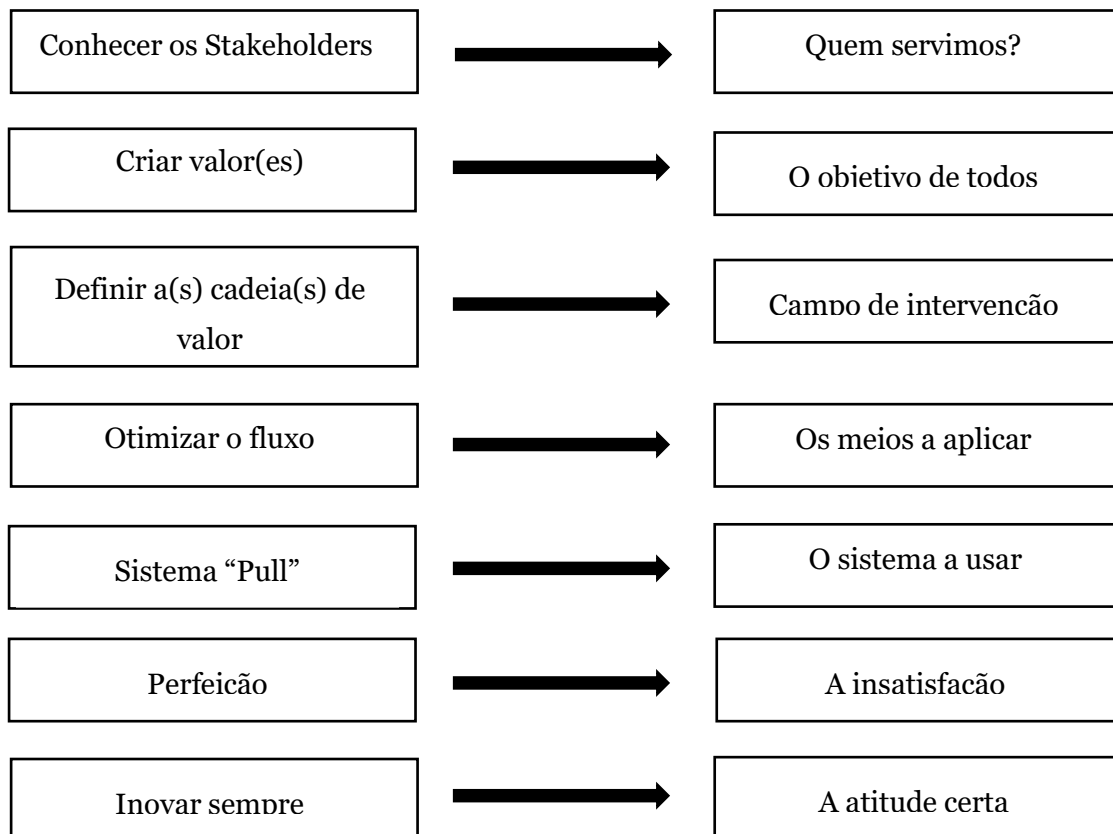 Conhecer os Stakeholders
Quem servimos?
Criar valor(es)
O objetivo de todos
Definir a(s) cadeia(s) de
valor
Campo de intervenção
Otimizar o fluxo
Os meios a aplicar
Sistema “Pull”
O sistema a usar
Perfeição
A insatisfação
Inovar sempre
A atitude certa